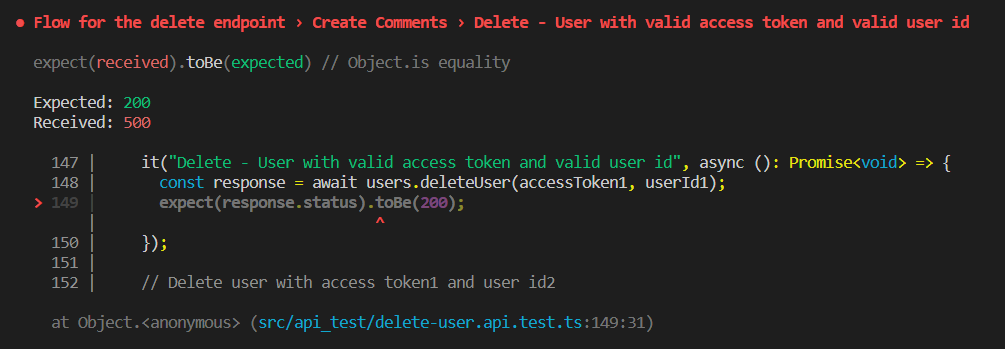 ● Flow for the delete endpoint › Create Comments › Delete - User with valid access token and valid user id
expect(received).toBe(expected) // Object.is equality
Expected: 200
Received: 500
147 |     it("Delete - User with valid access token and valid user id", async (): Promise<void> => {
148 |       const response = await users.deleteUser(accessToken1, userId1);
> 149 |       expect(response.status).toBe(200);
|                               ^
150 |     });
151 |
152 |     // Delete user with access token1 and user id2
at Object.<anonymous> (src/api_test/delete-user.api.test.ts:149:31)